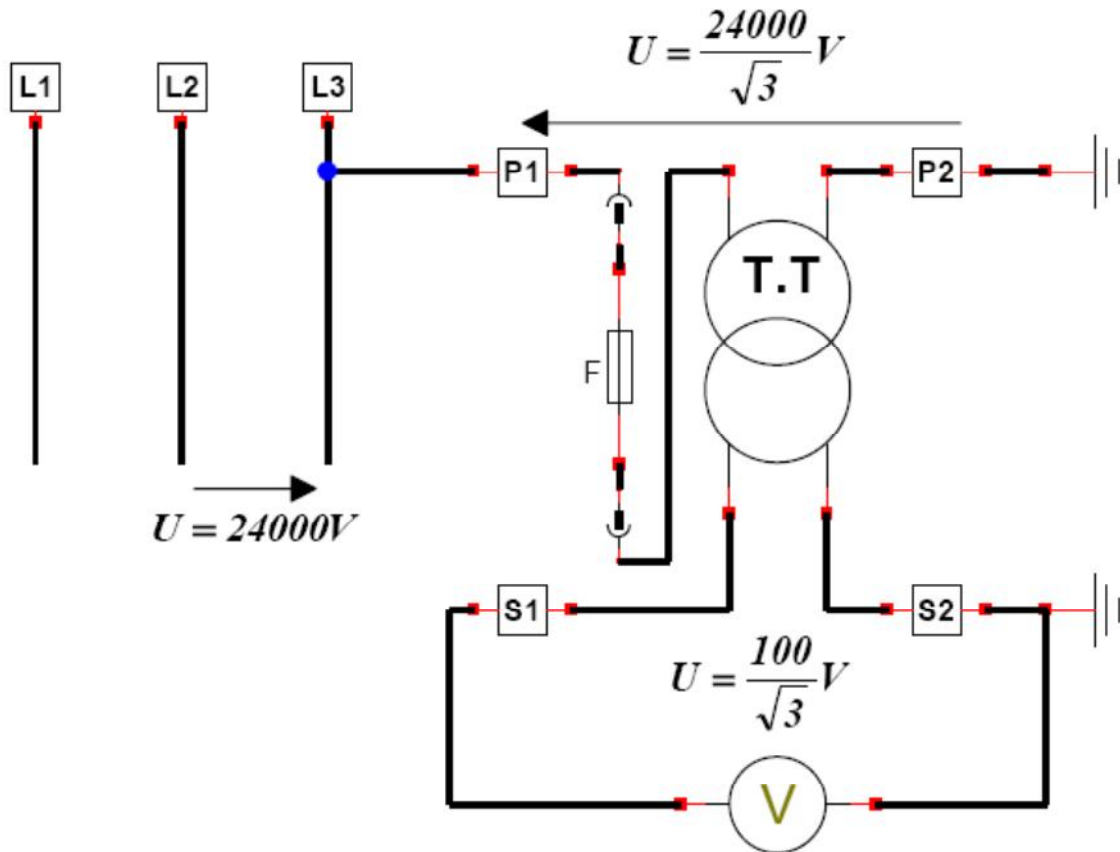 U = 24000/√3 V
L1 L2 L3
P1 P2
T.T
F
U = 24000V
S1 S2
U = 100/√3 V
V